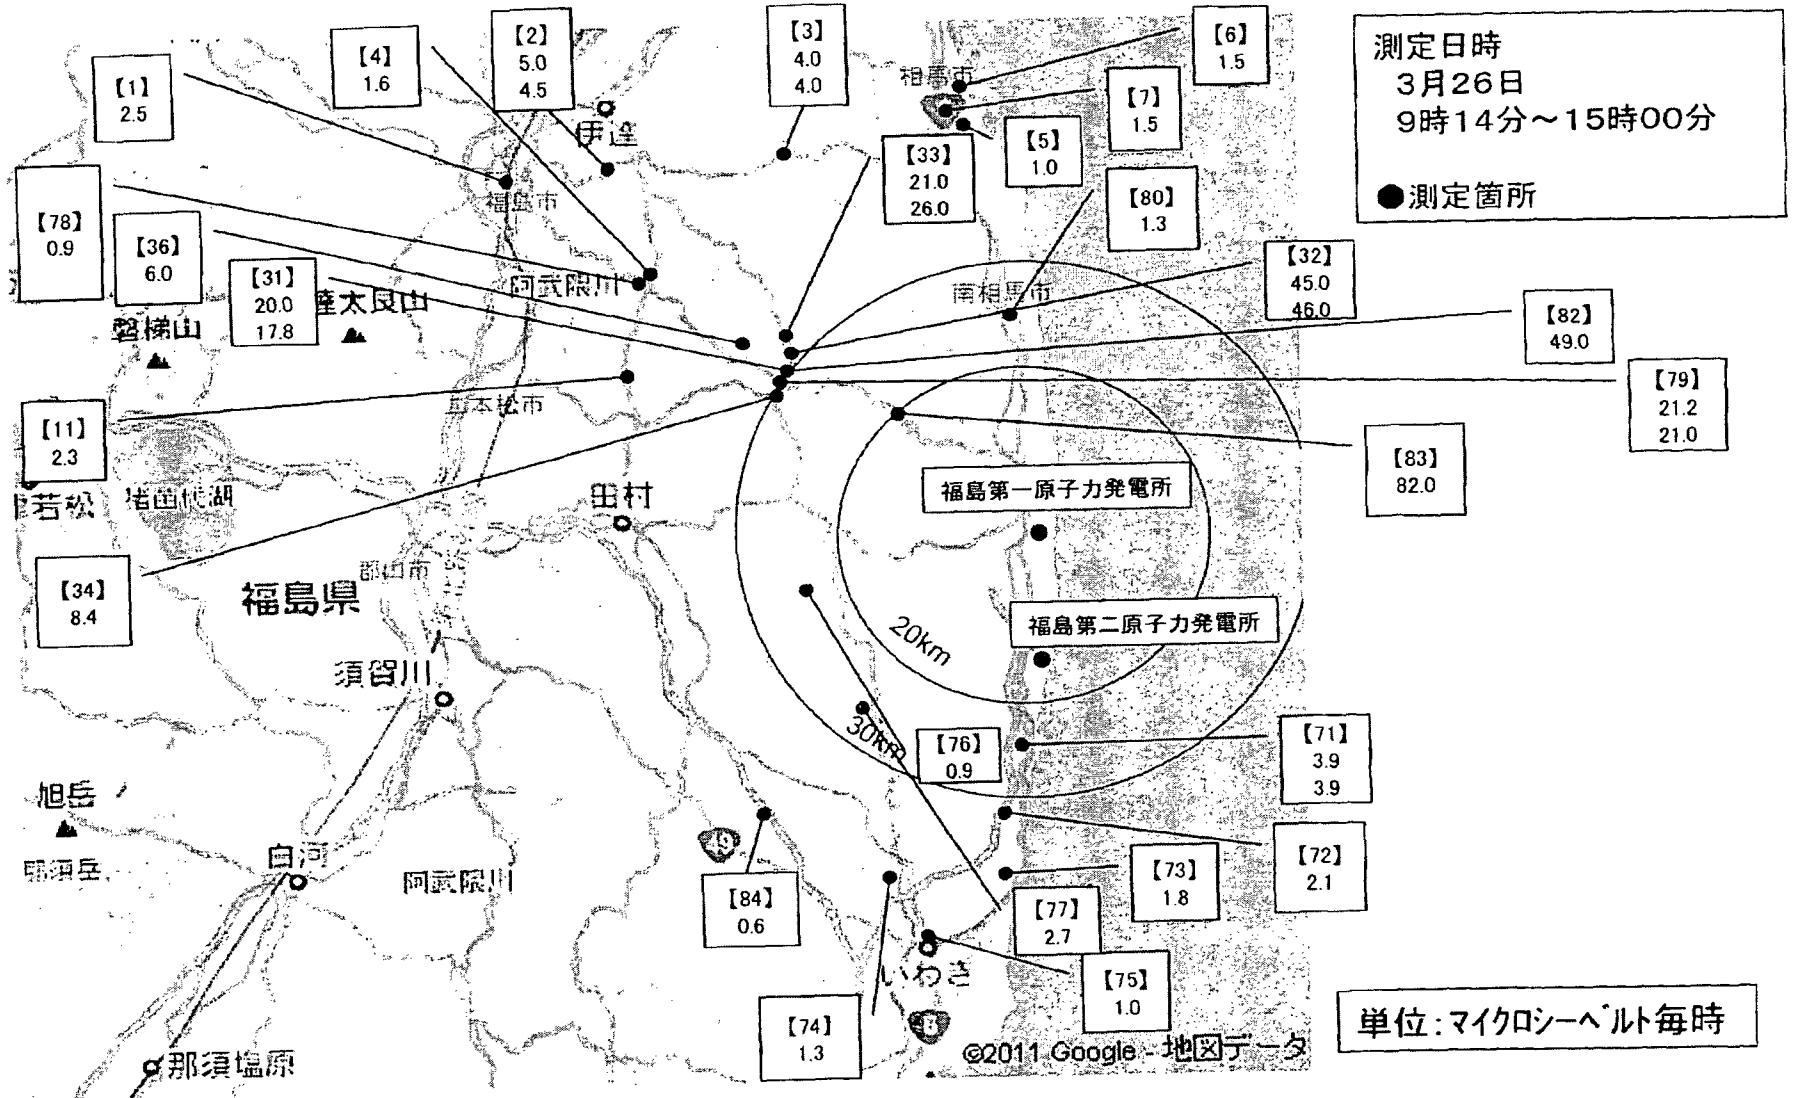 【1】
2.5
【4】
1.6
【2】
5.0
4.5
【3】
4.0
4.0
【6】
1.5
【7】
1.5
【5】
1.0
【33】
21.0
26.0
【80】
1.3
測定日時
3月26日
9時14分～15時00分
●測定箇所
相馬市
伊達
福島市
【78】
0.9
【36】
6.0
【31】
20.0
17.8
阿武隈川
南相馬市
【32】
45.0
46.0
【82】
49.0
【79】
21.2
21.0
【83】
82.0
磐梯山
本松市
【11】
2.3
若松
猪苗代湖
田村
福島第一原子力発電所
【34】
8.4
郡山市
福島県
福島第二原子力発電所
20km
須賀川
30km
【76】
0.9
【71】
3.9
3.9
旭岳
那須岳
白河
阿武隈川
49
【84】
0.6
【72】
2.1
【73】
1.8
【77】
2.7
【75】
1.0
いわき
【74】
1.3
那須塩原
©2011 Google - 地図データ
単位：マイクロシーベルト毎時